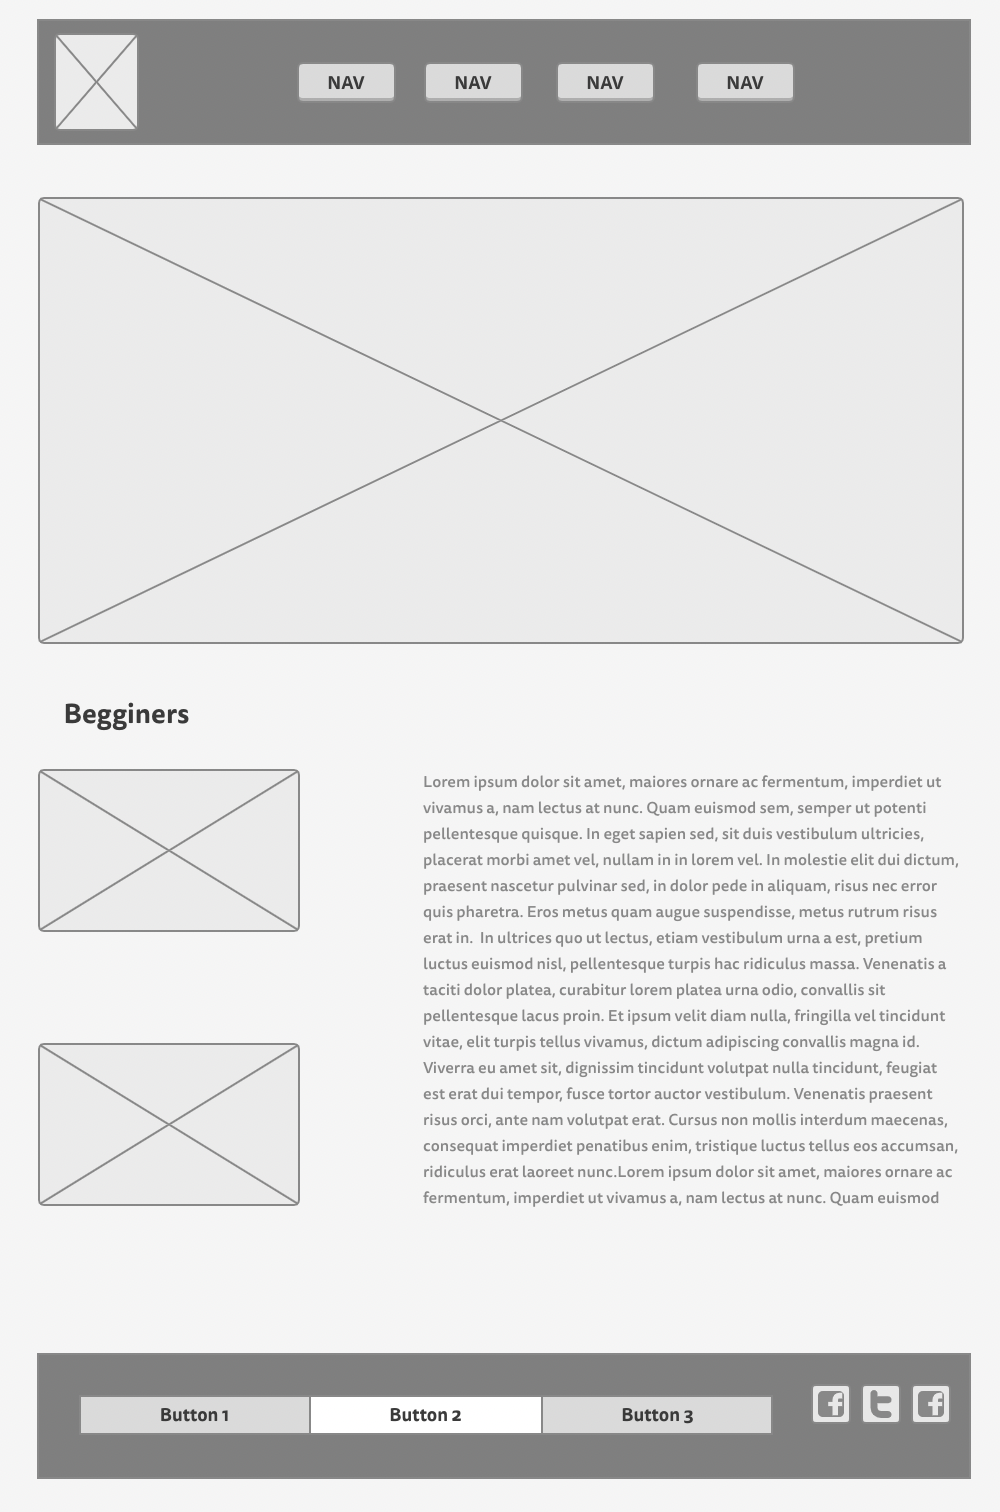 NAV NAV NAV NAV
Begginers
Lorem ipsum dolor sit amet, maiores ornare ac fermentum, imperdiet ut
vivamus a, nam lectus at nunc. Quam euismod sem, semper ut potenti
pellentesque quisque. In eget sapien sed, sit duis vestibulum ultricies,
placerat morbi amet vel, nullam in in lorem vel. In molestie elit dui dictum,
praesent nascetur pulvinar sed, in dolor pede in aliquam, risus nec error
quis pharetra. Eros metus quam augue suspendisse, metus rutrum risus
erat in.  In ultrices quo ut lectus, etiam vestibulum urna a est, pretium
luctus euismod nisl, pellentesque turpis hac ridiculus massa. Venenatis a
taciti dolor platea, curabitur lorem platea urna odio, convallis sit
pellentesque lacus proin. Et ipsum velit diam nulla, fringilla vel tincidunt
vitae, elit turpis tellus vivamus, dictum adipiscing convallis magna id.
Viverra eu amet sit, dignissim tincidunt volutpat nulla tincidunt, feugiat
est erat dui tempor, fusce tortor auctor vestibulum. Venenatis praesent
risus orci, ante nam volutpat erat. Cursus non mollis interdum maecenas,
consequat imperdiet penatibus enim, tristique luctus tellus eos accumsan,
ridiculus erat laoreet nunc.Lorem ipsum dolor sit amet, maiores ornare ac
fermentum, imperdiet ut vivamus a, nam lectus at nunc. Quam euismod
Button 1 Button 2 Button 3